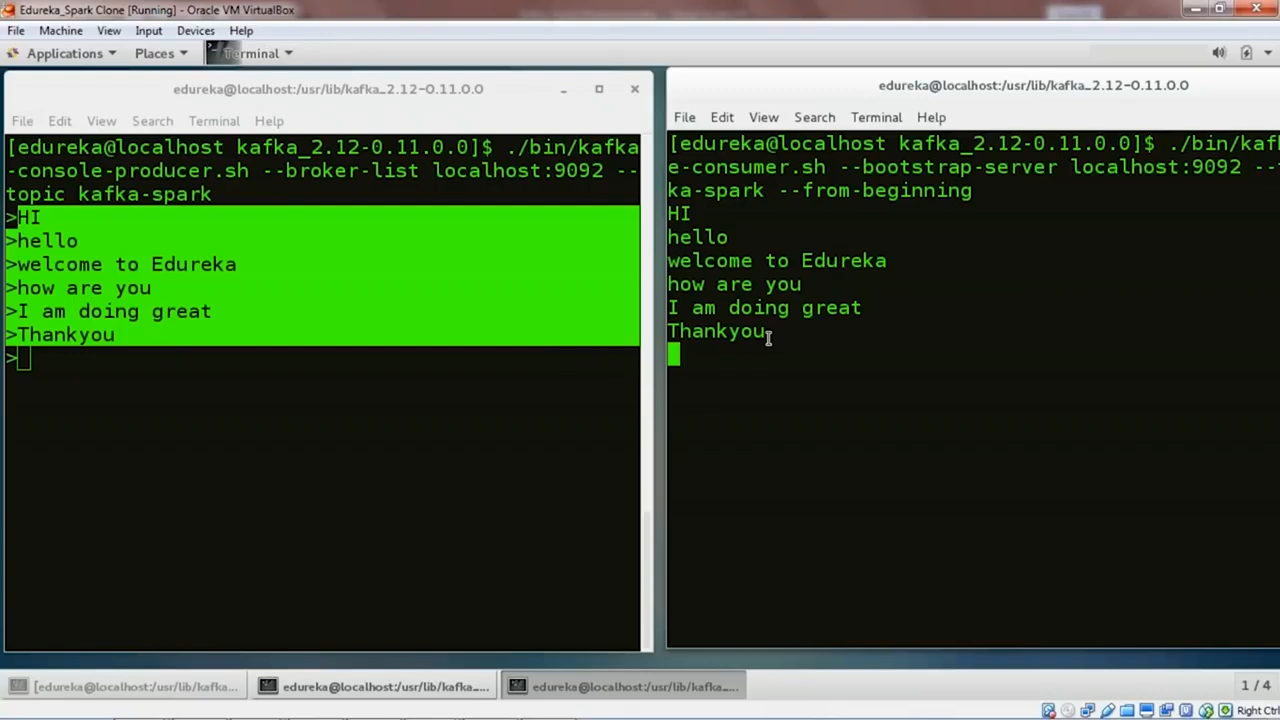 Edureka_Spark Clone [Running] - Oracle VM VirtualBox
File Machine View Input Devices Help
Applications Places Terminal
edureka@localhost:/usr/lib/kafka_2.12-0.11.0.0
File Edit View Search Terminal Help
[edureka@localhost kafka_2.12-0.11.0.0]$ ./bin/kafka
-console-producer.sh --broker-list localhost:9092 --
topic kafka-spark
>HI
>hello
>welcome to Edureka
>how are you
>I am doing great
>Thankyou
>
edureka@localhost:/usr/lib/kafka_2.12-0.11.0.0
File Edit View Search Terminal Help
[edureka@localhost kafka_2.12-0.11.0.0]$ ./bin/kaf
e-consumer.sh --bootstrap-server localhost:9092 --
ka-spark --from-beginning
HI
hello
welcome to Edureka
how are you
I am doing great
Thankyou
[edureka@localhost:/usr/lib/kafka... edureka@localhost:/usr/lib/kafka_... edureka@localhost:/usr/lib/kafka_... 1 / 4
Right Ctrl